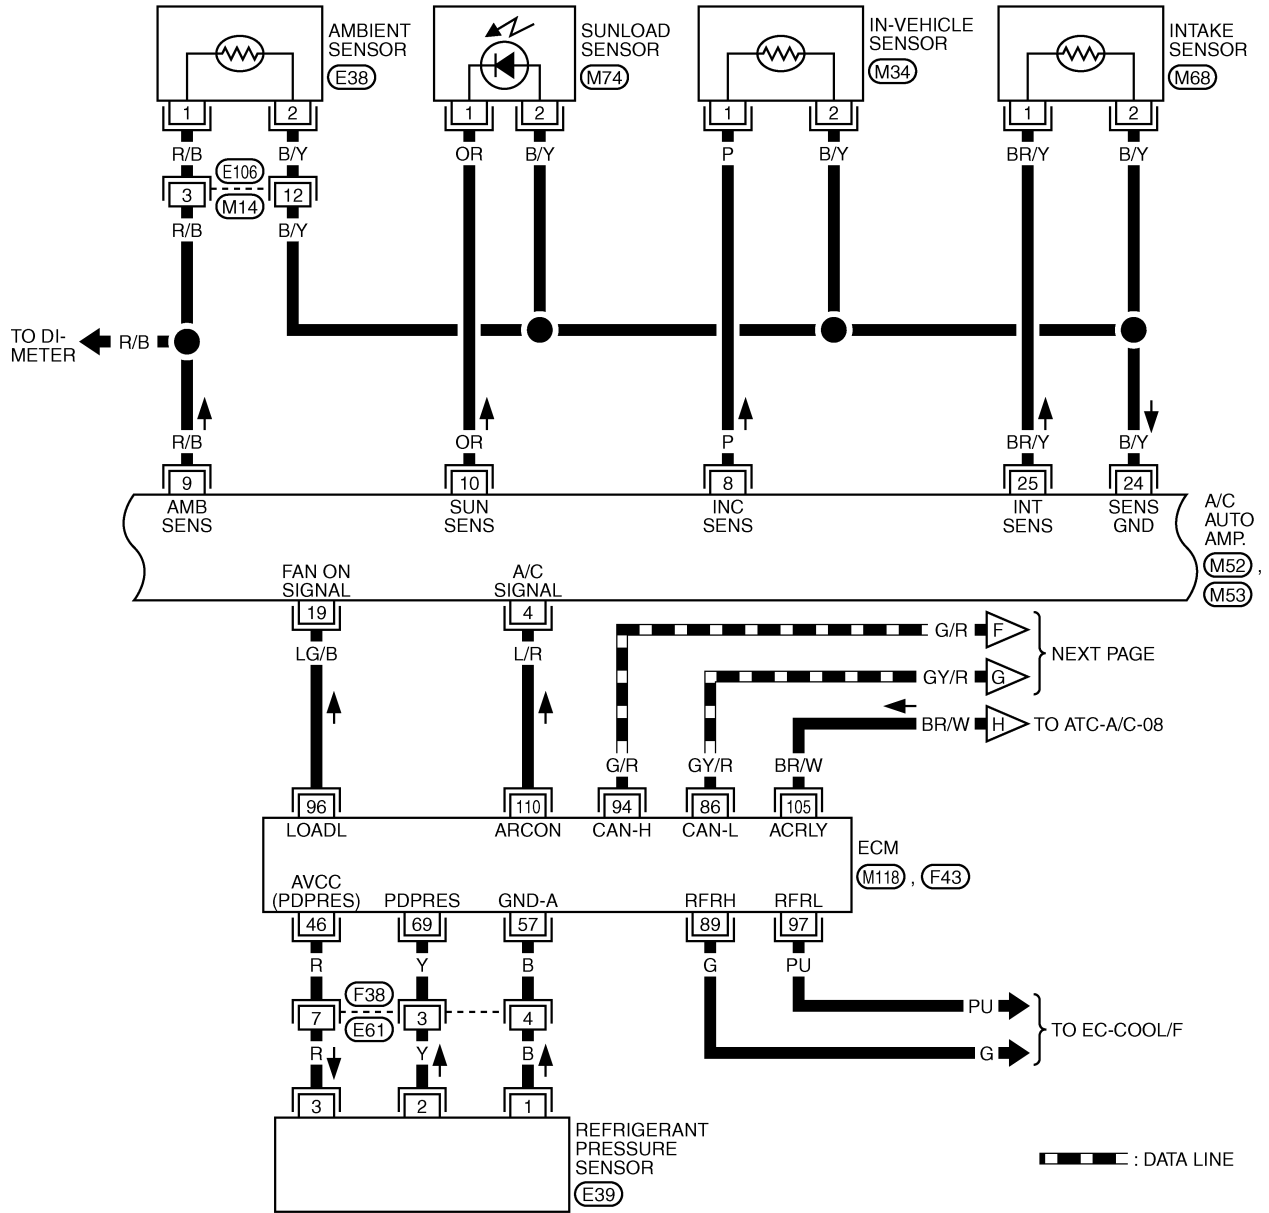 AMBIENT
SENSOR
E38
SUNLOAD
SENSOR
M74
IN-VEHICLE
SENSOR
M34
INTAKE
SENSOR
M68
1 2 1 2 1 2 1 2
R/B B/Y OR B/Y P B/Y BR/Y B/Y
E106
3 12
M14
R/B B/Y
TO DI-
METER
R/B
R/B OR P BR/Y B/Y
9 10 8 25 24
AMB
SENS
SUN
SENS
INC
SENS
INT
SENS
SENS
GND
A/C
AUTO
AMP.
M52 ,
M53
FAN ON
SIGNAL
A/C
SIGNAL
19 4
LG/B L/R
G/R F
GY/R G
NEXT PAGE
BR/W H TO ATC-A/C-08
G/R GY/R BR/W
96 110 94 86 105
LOADL ARCON CAN-H CAN-L ACRLY
ECM
M118 , F43
AVCC
(PDPRES) PDPRES GND-A RFRH RFRL
46 69 57 89 97
R Y B G PU
F38
7 3 4
E61
PU
G
TO EC-COOL/F
R Y B
3 2 1
REFRIGERANT
PRESSURE
SENSOR
E39
: DATA LINE